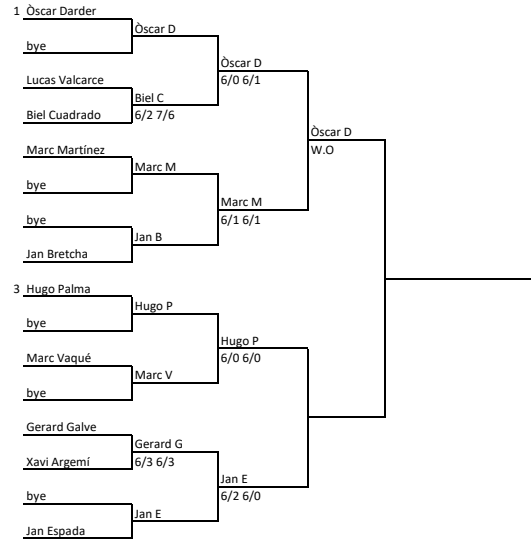 1 Òscar Darder
Òscar D
bye
Òscar D
Lucas Valcarce
6/0 6/1
Biel C
Biel Cuadrado
6/2 7/6
Òscar D
Marc Martínez
W.O
Marc M
bye
Marc M
bye
6/1 6/1
Jan B
Jan Bretcha
3 Hugo Palma
Hugo P
bye
Hugo P
Marc Vaqué
6/0 6/0
Marc V
bye
Gerard Galve
Gerard G
Xavi Argemí
6/3 6/3
Jan E
bye
6/2 6/0
Jan E
Jan Espada